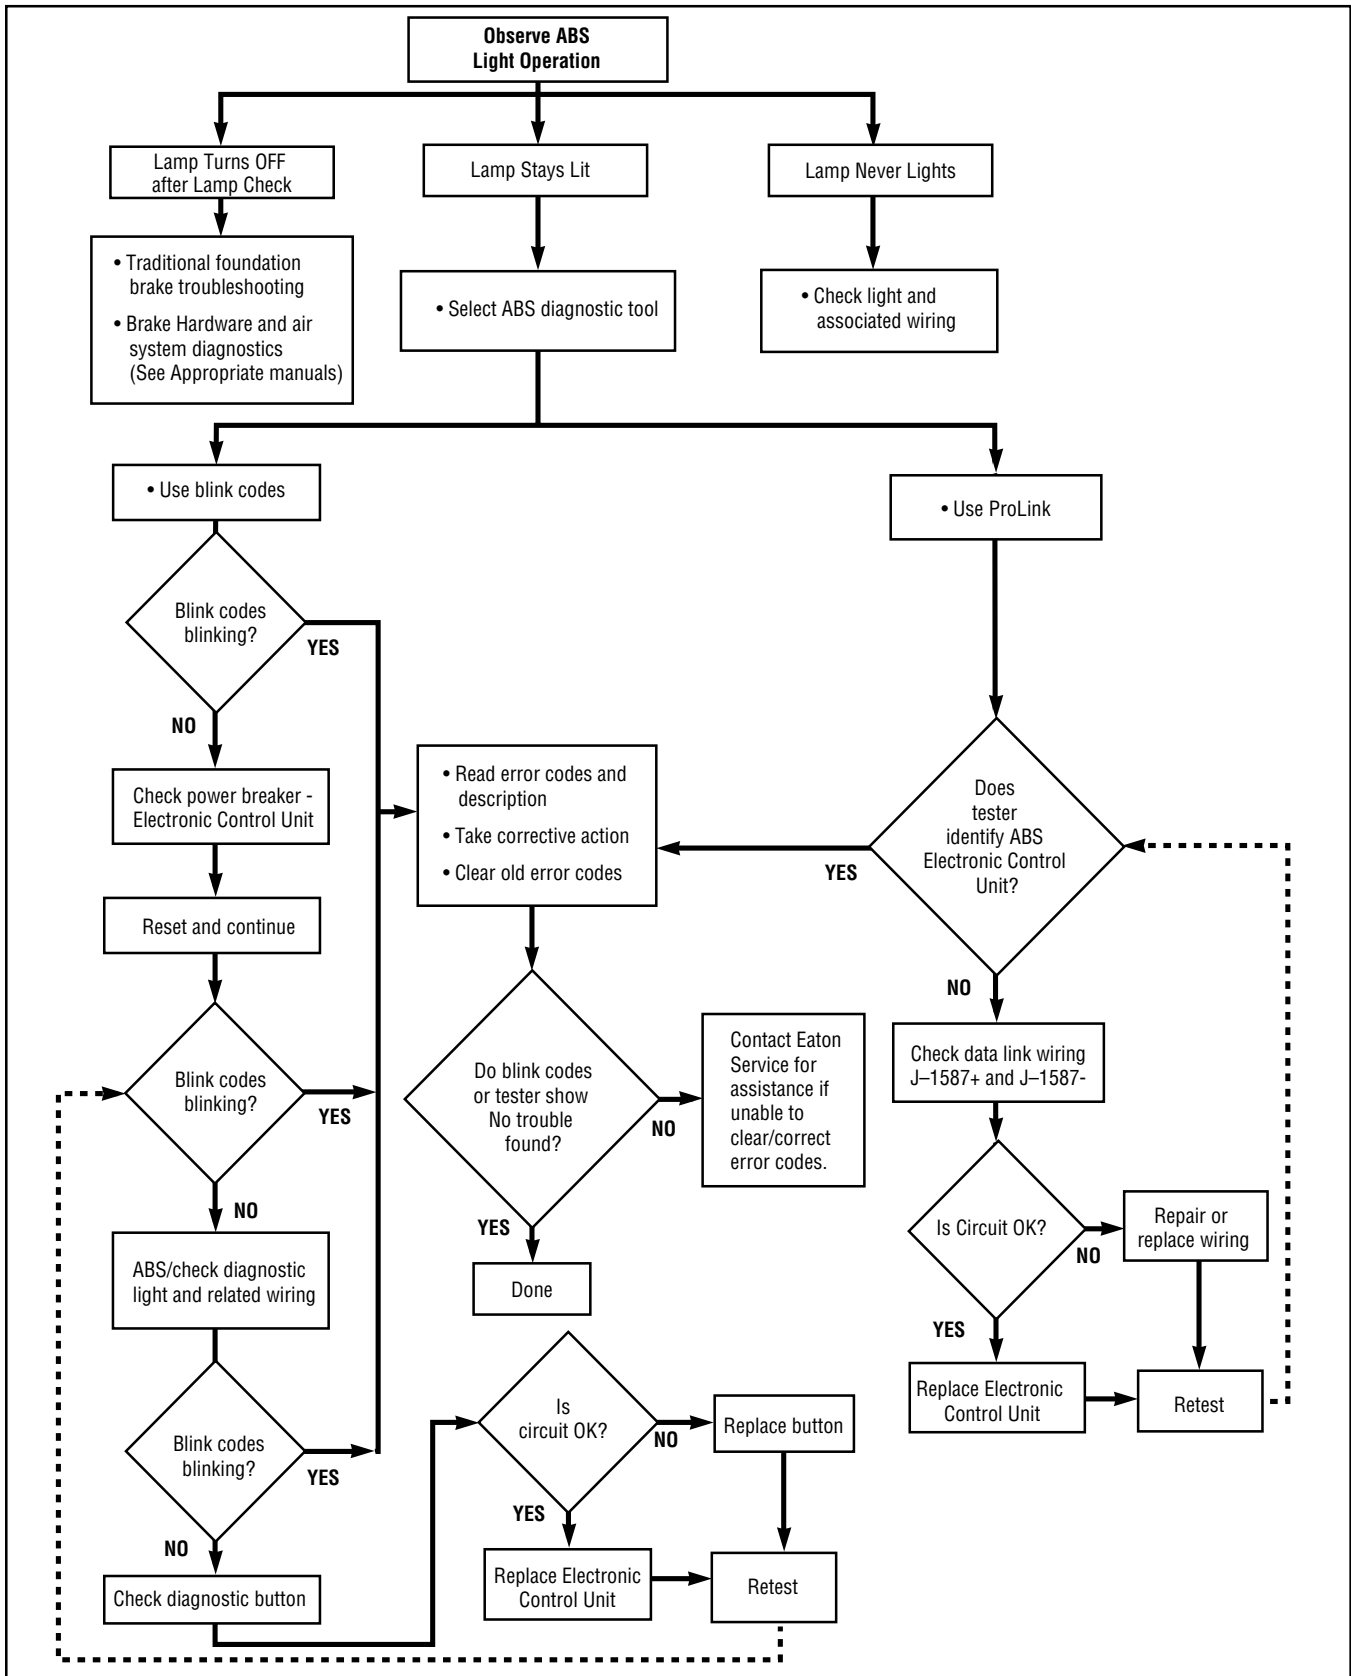 Observe ABS
Light Operation
Lamp Turns OFF
after Lamp Check
Lamp Stays Lit
Lamp Never Lights
• Traditional foundation
brake troubleshooting
• Brake Hardware and air
system diagnostics
(See Appropriate manuals)
• Select ABS diagnostic tool
• Check light and
associated wiring
• Use blink codes
• Use ProLink
Blink codes
blinking?
YES
NO
Check power breaker -
Electronic Control Unit
Reset and continue
Blink codes
blinking?
YES
NO
ABS/check diagnostic
light and related wiring
Blink codes
blinking?
YES
NO
Check diagnostic button
• Read error codes and
description
• Take corrective action
• Clear old error codes
Do blink codes
or tester show
No trouble
found?
NO
YES
Contact Eaton
Service for
assistance if
unable to
clear/correct
error codes.
Done
Is
circuit OK?
NO
YES
Replace button
Replace Electronic
Control Unit
Retest
Does
tester
identify ABS
Electronic Control
Unit?
YES
NO
Check data link wiring
J–1587+ and J–1587-
Is Circuit OK?
NO
YES
Repair or
replace wiring
Replace Electronic
Control Unit
Retest